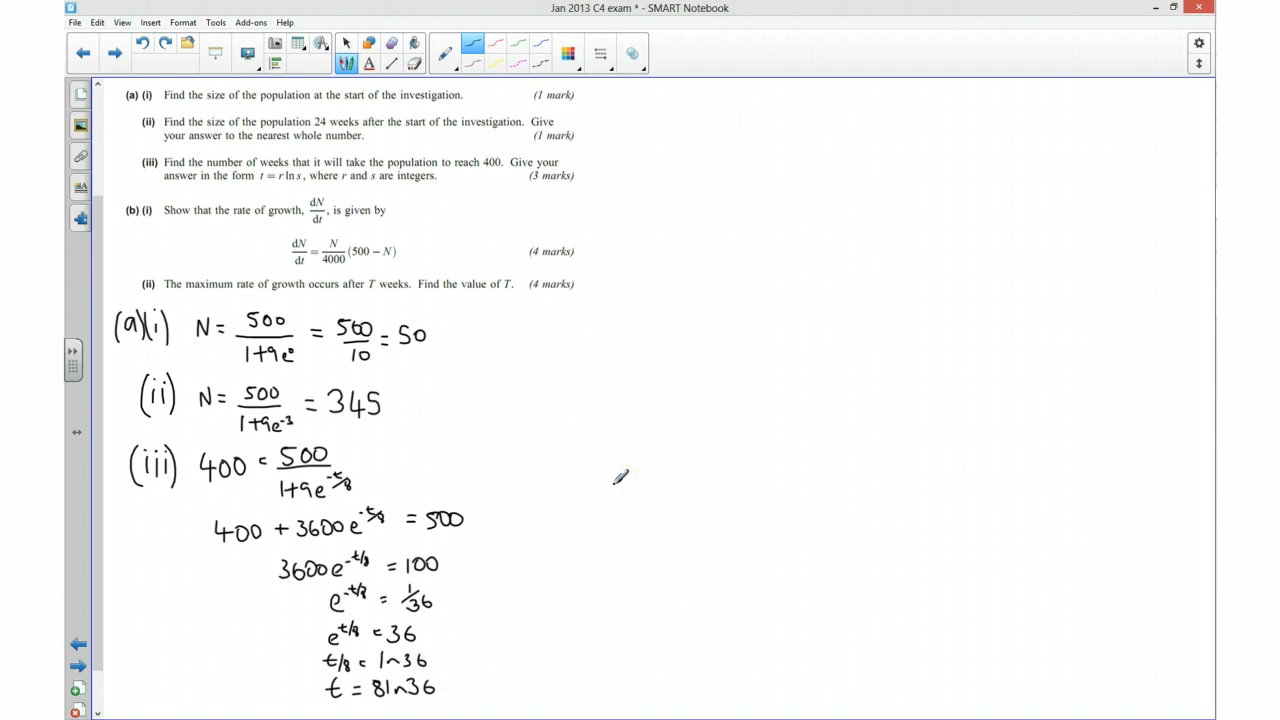 Jan 2013 C4 exam * - SMART Notebook
File Edit View Insert Format Tools Add-ons Help
(a) (i) Find the size of the population at the start of the investigation. (1 mark)
(ii) Find the size of the population 24 weeks after the start of the investigation. Give
your answer to the nearest whole number. (1 mark)
(iii) Find the number of weeks that it will take the population to reach 400. Give your
answer in the form t = r ln s, where r and s are integers. (3 marks)
(b) (i) Show that the rate of growth, dN/dt, is given by
dN/dt = N/4000 (500 − N) (4 marks)
(ii) The maximum rate of growth occurs after T weeks. Find the value of T. (4 marks)
(a)(i) N = 500/(1+9e^0) = 500/10 = 50
(ii) N = 500/(1+9e^-3) = 345
(iii) 400 = 500/(1+9e^-t/8)
400 + 3600e^-t/8 = 500
3600e^-t/8 = 100
e^-t/8 = 1/36
e^t/8 = 36
t/8 = ln36
t = 8ln36